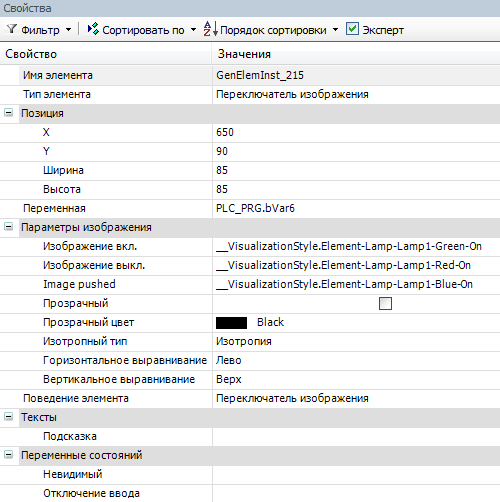 Свойства
Фильтр Сортировать по Порядок сортировки Эксперт
Свойство Значения
Имя элемента GenElemInst_215
Тип элемента Переключатель изображения
Позиция
X 650
Y 90
Ширина 85
Высота 85
Переменная PLC_PRG.bVar6
Параметры изображения
Изображение вкл. __VisualizationStyle.Element-Lamp-Lamp1-Green-On
Изображение выкл. __VisualizationStyle.Element-Lamp-Lamp1-Red-On
Image pushed __VisualizationStyle.Element-Lamp-Lamp1-Blue-On
Прозрачный
Прозрачный цвет Black
Изотропный тип Изотропия
Горизонтальное выравнивание Лево
Вертикальное выравнивание Верх
Поведение элемента Переключатель изображения
Тексты
Подсказка
Переменные состояний
Невидимый
Отключение ввода